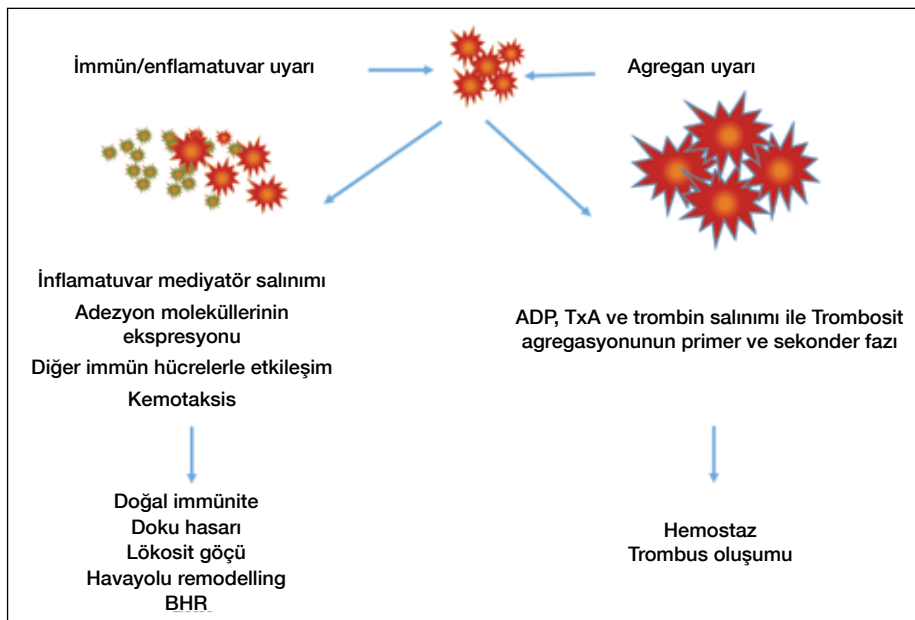 İmmün/enflamatuvar uyarı
Agregan uyarı
İnflamatuvar mediyatör salınımı
Adezyon moleküllerinin
ekspresyonu
Diğer immün hücrelerle etkileşim
Kemotaksis
ADP, TxA ve trombin salınımı ile Trombosit
agregasyonunun primer ve sekonder fazı
Doğal immünite
Doku hasarı
Lökosit göçü
Havayolu remodelling
BHR
Hemostaz
Trombus oluşumu